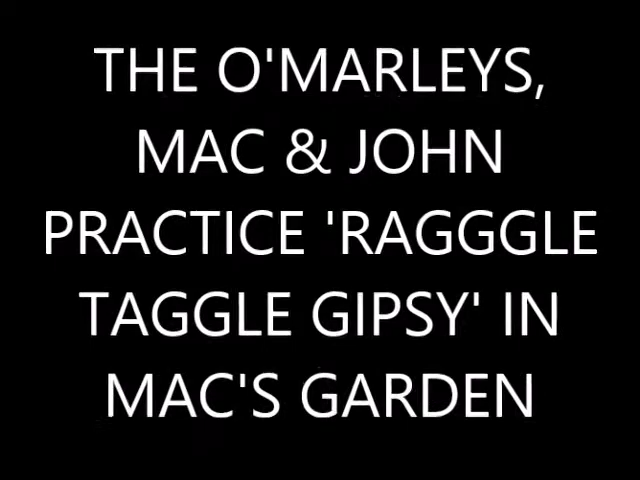 THE O'MARLEYS,
MAC & JOHN
PRACTICE 'RAGGGLE
TAGGLE GIPSY' IN
MAC'S GARDEN